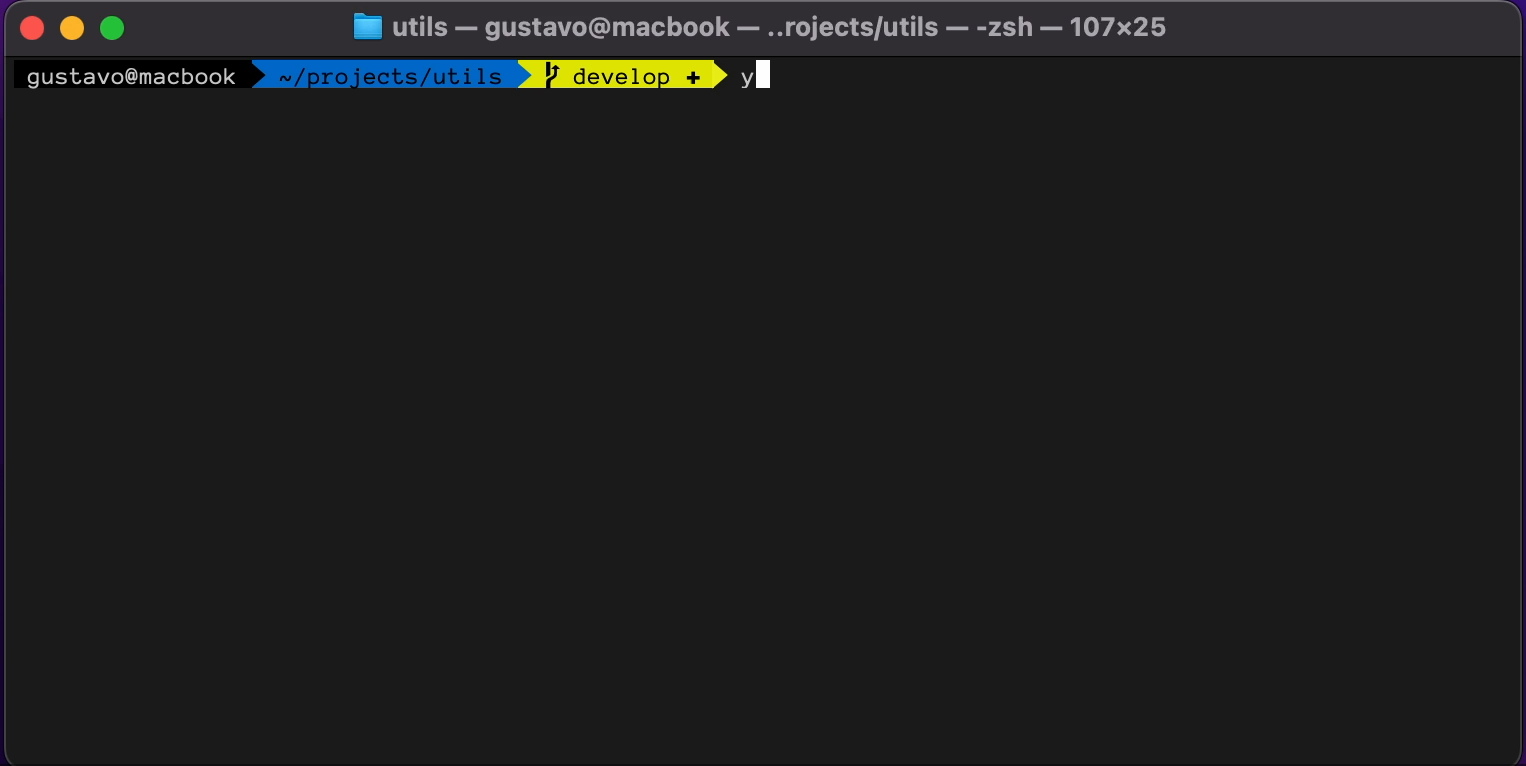 utils — gustavo@macbook — ..rojects/utils — -zsh — 107×25
gustavo@macbook ~/projects/utils develop ✚ y